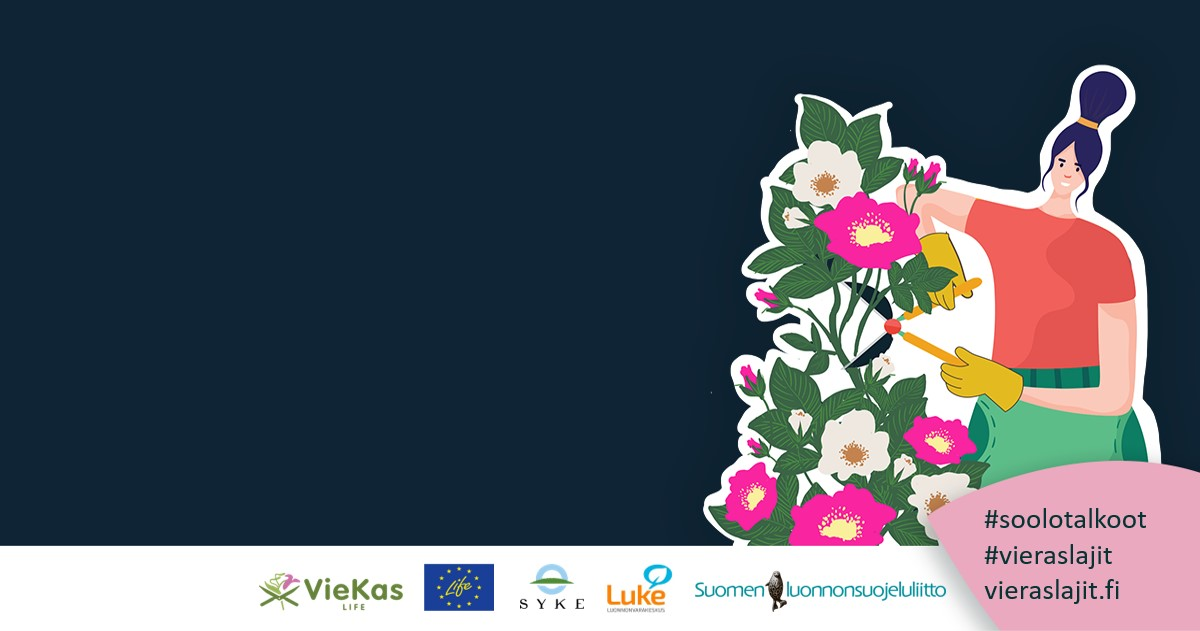 #soolotalkoot
#vieraslajit
vieraslajit.fi
VieKas
LIFE
Life
SYKE
Luke
LUONNONVARAKESKUS
Suomen luonnonsuojeluliitto